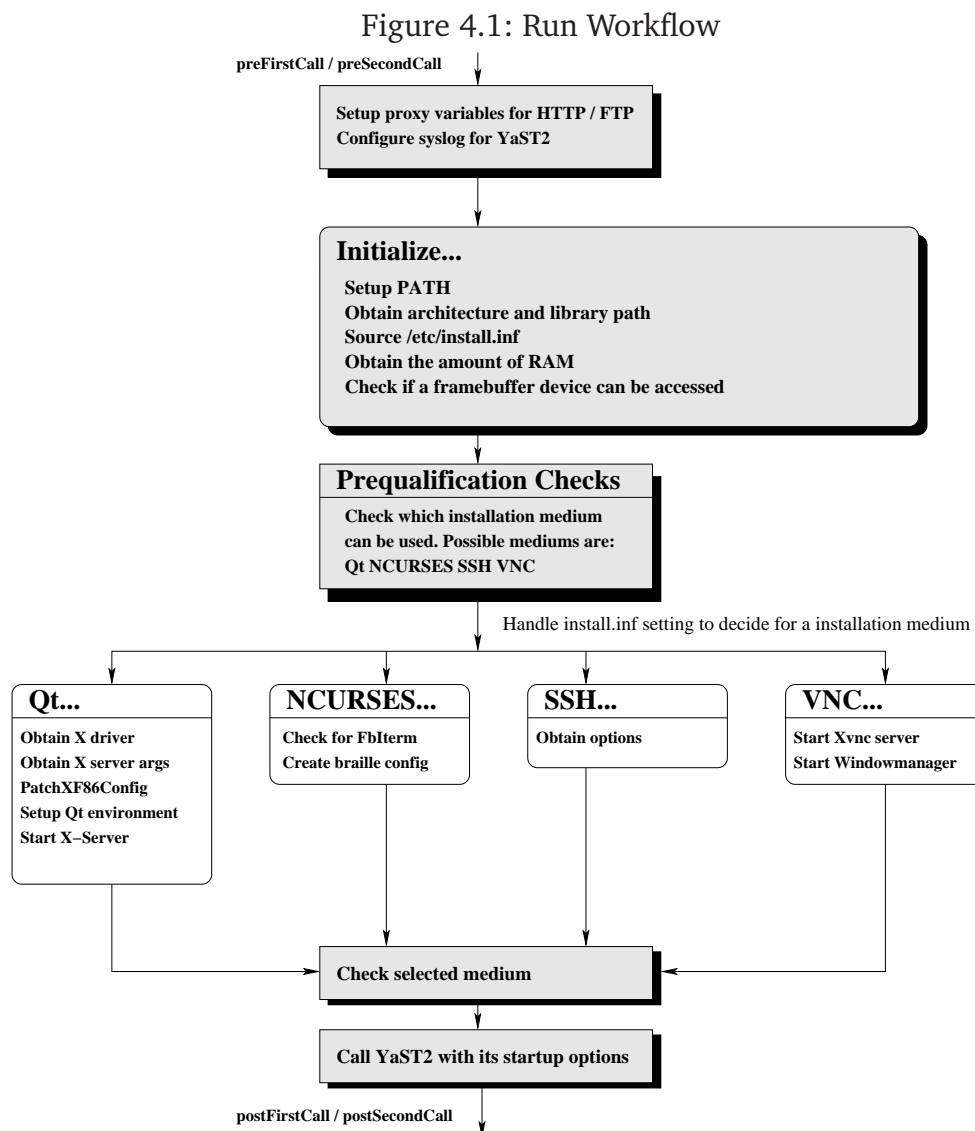 Figure 4.1: Run Workflow
preFirstCall / preSecondCall
Setup proxy variables for HTTP / FTP
Configure syslog for YaST2
Initialize...
Setup PATH
Obtain architecture and library path
Source /etc/install.inf
Obtain the amount of RAM
Check if a framebuffer device can be accessed
Prequalification Checks
Check which installation medium
can be used. Possible mediums are:
Qt NCURSES SSH VNC
Handle install.inf setting to decide for a installation medium
Qt...
Obtain X driver
Obtain X server args
PatchXF86Config
Setup Qt environment
Start X−Server
NCURSES...
Check for FbIterm
Create braille config
SSH...
Obtain options
VNC...
Start Xvnc server
Start Windowmanager
Check selected medium
Call YaST2 with its startup options
postFirstCall / postSecondCall